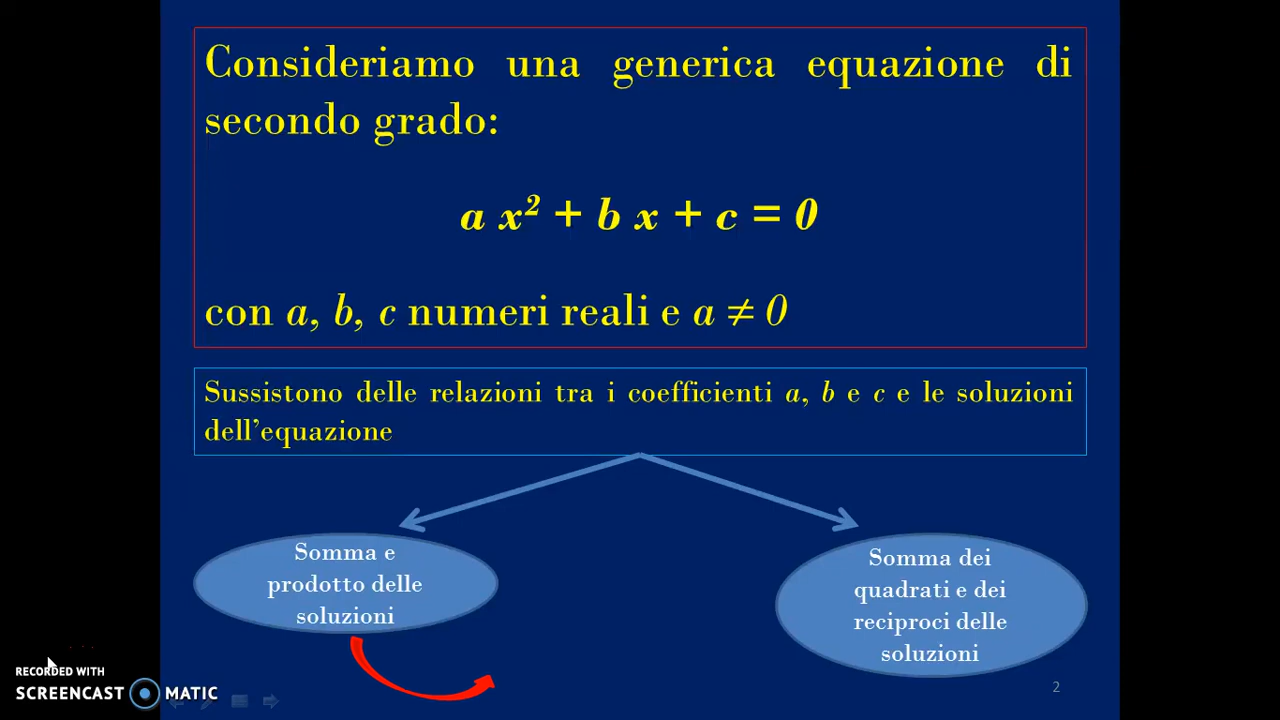 Consideriamo una generica equazione di
secondo grado:
a x² + b x + c = 0
con a, b, c numeri reali e a ≠ 0
Sussistono delle relazioni tra i coefficienti a, b e c e le soluzioni
dell'equazione
Somma e
prodotto delle
soluzioni
Somma dei
quadrati e dei
reciproci delle
soluzioni
RECORDED WITH
SCREENCAST MATIC
2